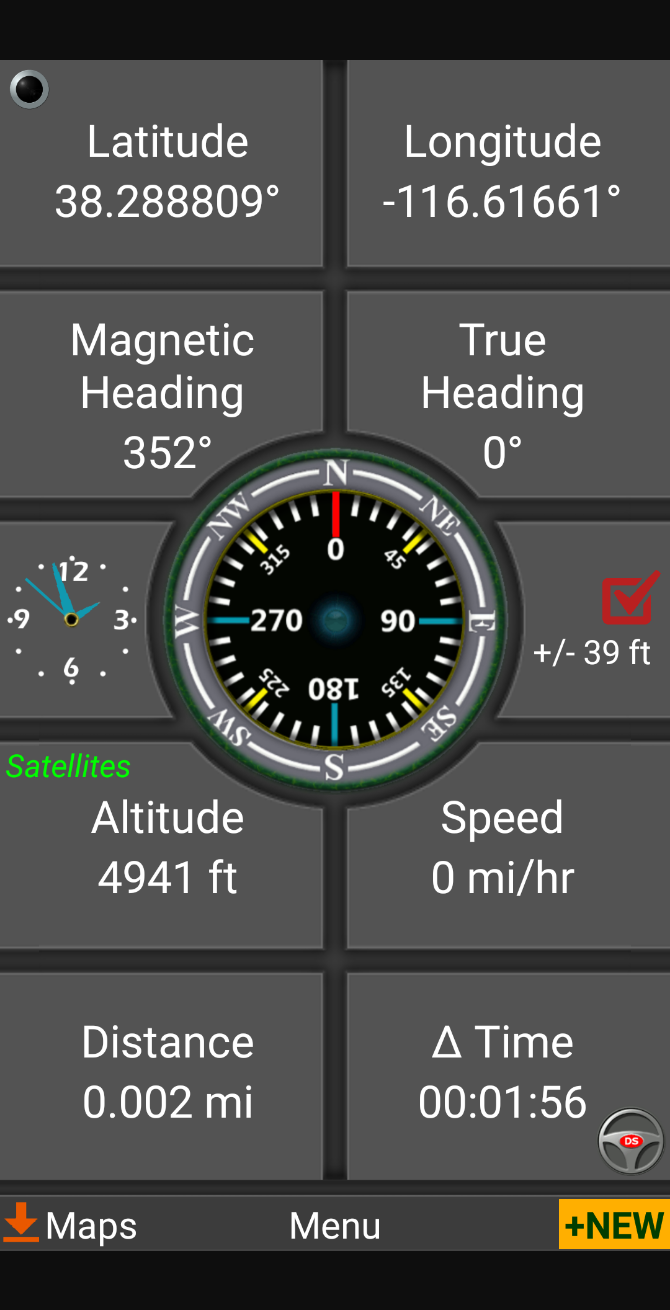 Latitude
38.288809°
Longitude
-116.61661°
Magnetic
Heading
352°
True
Heading
0°
12
3
6
9
N
NE
E
SE
S
SW
W
NW
0
45
90
135
180
225
270
315
+/- 39 ft
Satellites
Altitude
4941 ft
Speed
0 mi/hr
Distance
0.002 mi
Δ Time
00:01:56
DS
Maps
Menu
+NEW